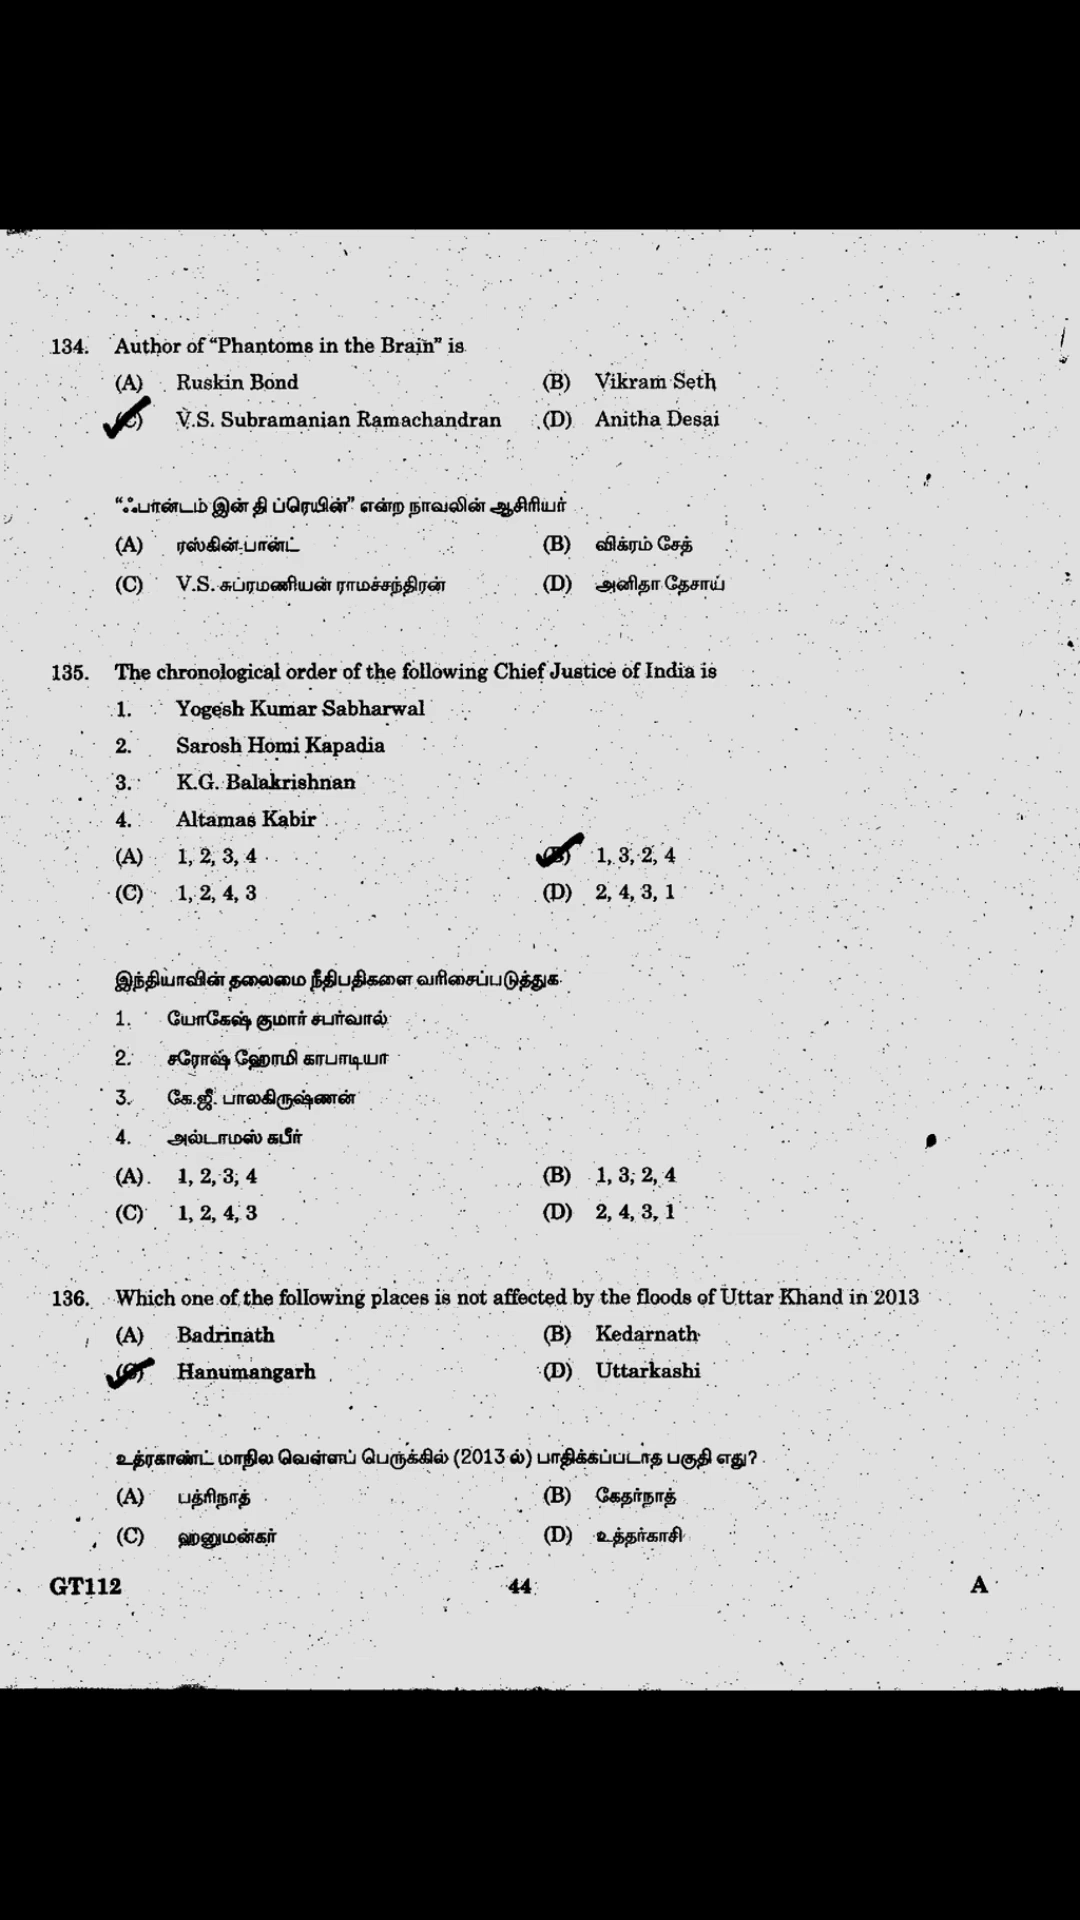 134. Author of “Phantoms in the Brain” is
(A) Ruskin Bond (B) Vikram Seth
(C) V.S. Subramanian Ramachandran (D) Anitha Desai
“ஃபான்டம் இன் தி ப்ரெயின்” என்ற நாவலின் ஆசிரியர்
(A) ரஸ்கின் பான்ட் (B) விக்ரம் சேத்
(C) V.S. சுப்ரமணியன் ராமச்சந்திரன் (D) அனிதா தேசாய்
135. The chronological order of the following Chief Justice of India is
1. Yogesh Kumar Sabharwal
2. Sarosh Homi Kapadia
3. K.G. Balakrishnan
4. Altamas Kabir
(A) 1, 2, 3, 4 (B) 1, 3, 2, 4
(C) 1, 2, 4, 3 (D) 2, 4, 3, 1
இந்தியாவின் தலைமை நீதிபதிகளை வரிசைப்படுத்துக
1. யோகேஷ் குமார் சபர்வால்
2. சரோஷ் ஹோமி காபாடியா
3. கே.ஜீ. பாலகிருஷ்ணன்
4. அல்டாமஸ் கபீர்
(A) 1, 2, 3, 4 (B) 1, 3, 2, 4
(C) 1, 2, 4, 3 (D) 2, 4, 3, 1
136. Which one of the following places is not affected by the floods of Uttar Khand in 2013
(A) Badrinath (B) Kedarnath
(C) Hanumangarh (D) Uttarkashi
உத்ரகாண்ட் மாநில வெள்ளப் பெருக்கில் (2013 ல்) பாதிக்கப்படாத பகுதி எது?
(A) பத்ரிநாத் (B) கேதர்நாத்
(C) ஹனுமன்கர் (D) உத்தர்காசி
GT112 44 A